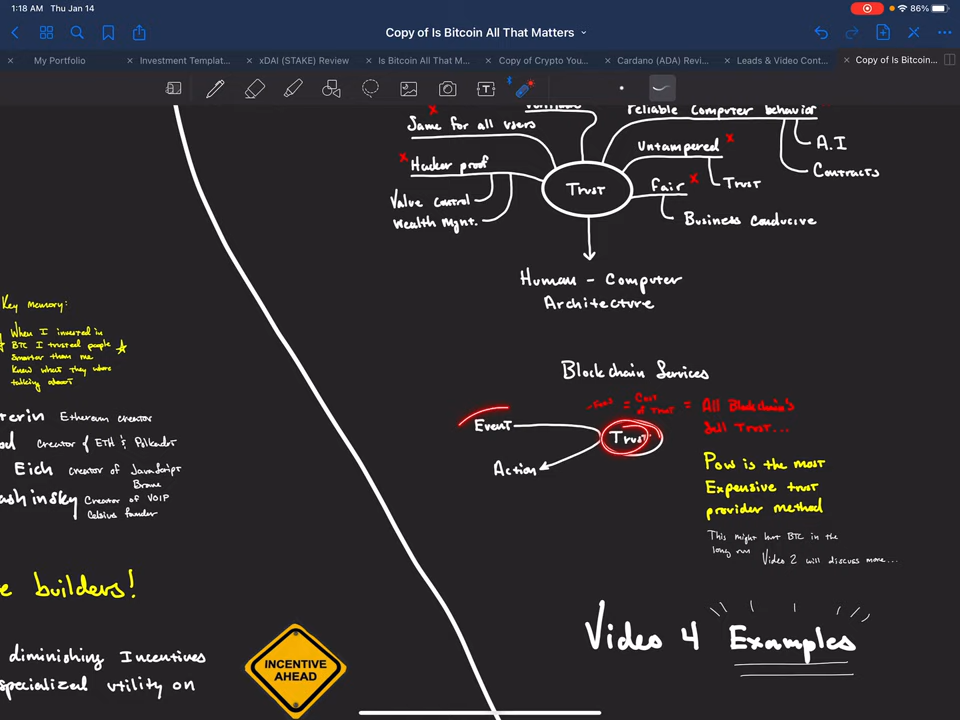 1:18 AM Thu Jan 14
86%
Copy of Is Bitcoin All That Matters
My Portfolio
Investment Templat...
xDAI (STAKE) Review
Is Bitcoin All That M...
Copy of Crypto You...
Cardano (ADA) Revi...
Leads & Video Cont...
Copy of Is Bitcoin...
Same for all users
Hacker proof
Value control
Wealth Mgmt.
Trust
Reliable Computer behavior
A.I
Contracts
Untampered
Trust
Fair
Business Conducive
Human - Computer
Architecture
Key Memory:
When I invested in
BTC I trusted people
Smarter than me
Knew what they where
talking about
terin Ethereum creator
creator of ETH & Polkadot
Eich creator of JavaScript
Brave
ashinsky Creator of VOIP
Celsius founder
builders!
diminishing Incentives
specialized utility on
INCENTIVE
AHEAD
Blockchain Services
Event
Trust
Action
= Cost
of Trust
= All Blockchain's
Sell Trust...
PoW is the most
Expensive trust
provider method
This might hurt BTC in the
long run
Video 2 will discuss more...
Video 4 Examples